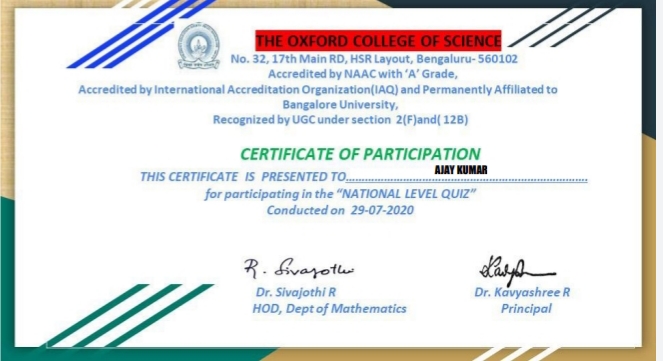 THE OXFORD COLLEGE OF SCIENCE
No. 32, 17th Main RD, HSR Layout, Bengaluru- 560102
Accredited by NAAC with 'A' Grade,
Accredited by International Accreditation Organization(IAQ) and Permanently Affiliated to
Bangalore University,
Recognized by UGC under section 2(F)and( 12B)
CERTIFICATE OF PARTICIPATION
THIS CERTIFICATE IS PRESENTED TO AJAY KUMAR
for participating in the "NATIONAL LEVEL QUIZ"
Conducted on 29-07-2020
R. Sivajothi
Dr. Sivajothi R Dr. Kavyashree R
HOD, Dept of Mathematics Principal